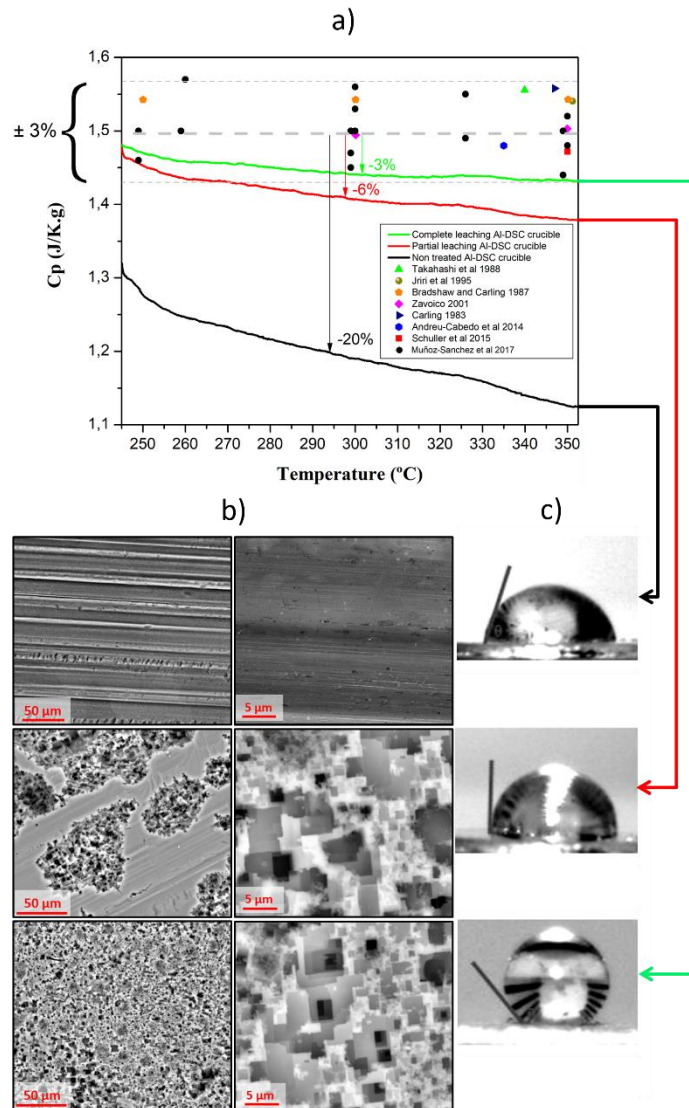 a)
1,6
1,5
1,4
1,3
1,2
1,1
± 3%
Cp (J/K.g)
-3%
-6%
-20%
Complete leaching Al-DSC crucible
Partial leaching Al-DSC crucible
Non treated Al-DSC crucible
Takahashi et al 1988
Jriri et al 1995
Bradshaw and Carling 1987
Zavoico 2001
Carling 1983
Andreu-Cabedo et al 2014
Schuller et al 2015
Muñoz-Sanchez et al 2017
250 260 270 280 290 300 310 320 330 340 350
Temperature (ºC)
b)
c)
50 µm
5 µm
θ
50 µm
5 µm
50 µm
5 µm